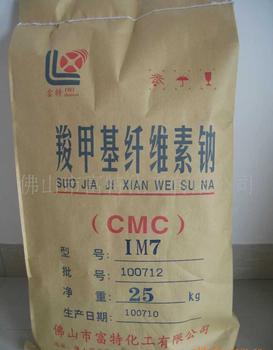 金特
羧甲基纤维素钠
SUO JIA JI XIAN WEI SU NA
(CMC)
型 号: IM7
批 号: 100712
净 重: 25 kg
生产日期: 100710
佛山市富特化工有限公司